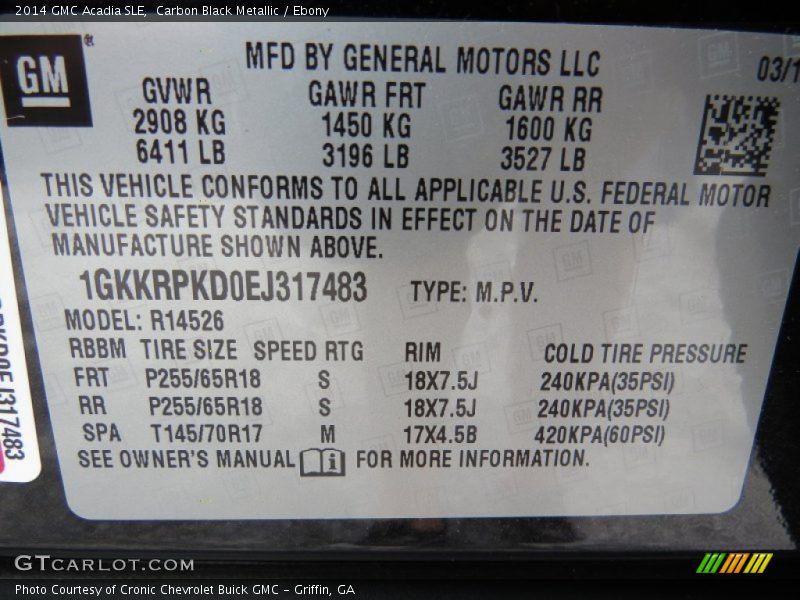 2014 GMC Acadia SLE, Carbon Black Metallic / Ebony
GM ®
MFD BY GENERAL MOTORS LLC 03/1
GVWR GAWR FRT GAWR RR
2908 KG 1450 KG 1600 KG
6411 LB 3196 LB 3527 LB
THIS VEHICLE CONFORMS TO ALL APPLICABLE U.S. FEDERAL MOTOR
VEHICLE SAFETY STANDARDS IN EFFECT ON THE DATE OF
MANUFACTURE SHOWN ABOVE.
1GKKRPKD0EJ317483 TYPE: M.P.V.
MODEL: R14526
RBBM TIRE SIZE SPEED RTG RIM COLD TIRE PRESSURE
FRT P255/65R18 S 18X7.5J 240KPA(35PSI)
RR P255/65R18 S 18X7.5J 240KPA(35PSI)
SPA T145/70R17 M 17X4.5B 420KPA(60PSI)
SEE OWNER'S MANUAL FOR MORE INFORMATION.
GTCARLOT.COM
Photo Courtesy of Cronic Chevrolet Buick GMC – Griffin, GA